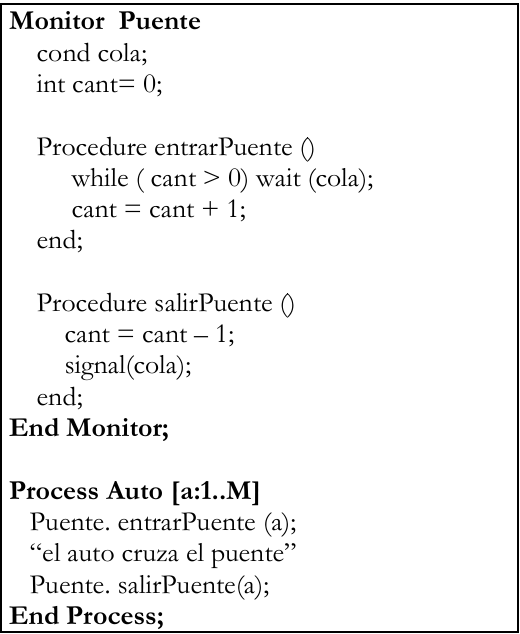 Monitor Puente
cond cola;
int cant= 0;
Procedure entrarPuente ()
while ( cant > 0) wait (cola);
cant = cant + 1;
end;
Procedure salirPuente ()
cant = cant – 1;
signal(cola);
end;
End Monitor;
Process Auto [a:1..M]
Puente. entrarPuente (a);
“el auto cruza el puente”
Puente. salirPuente(a);
End Process;